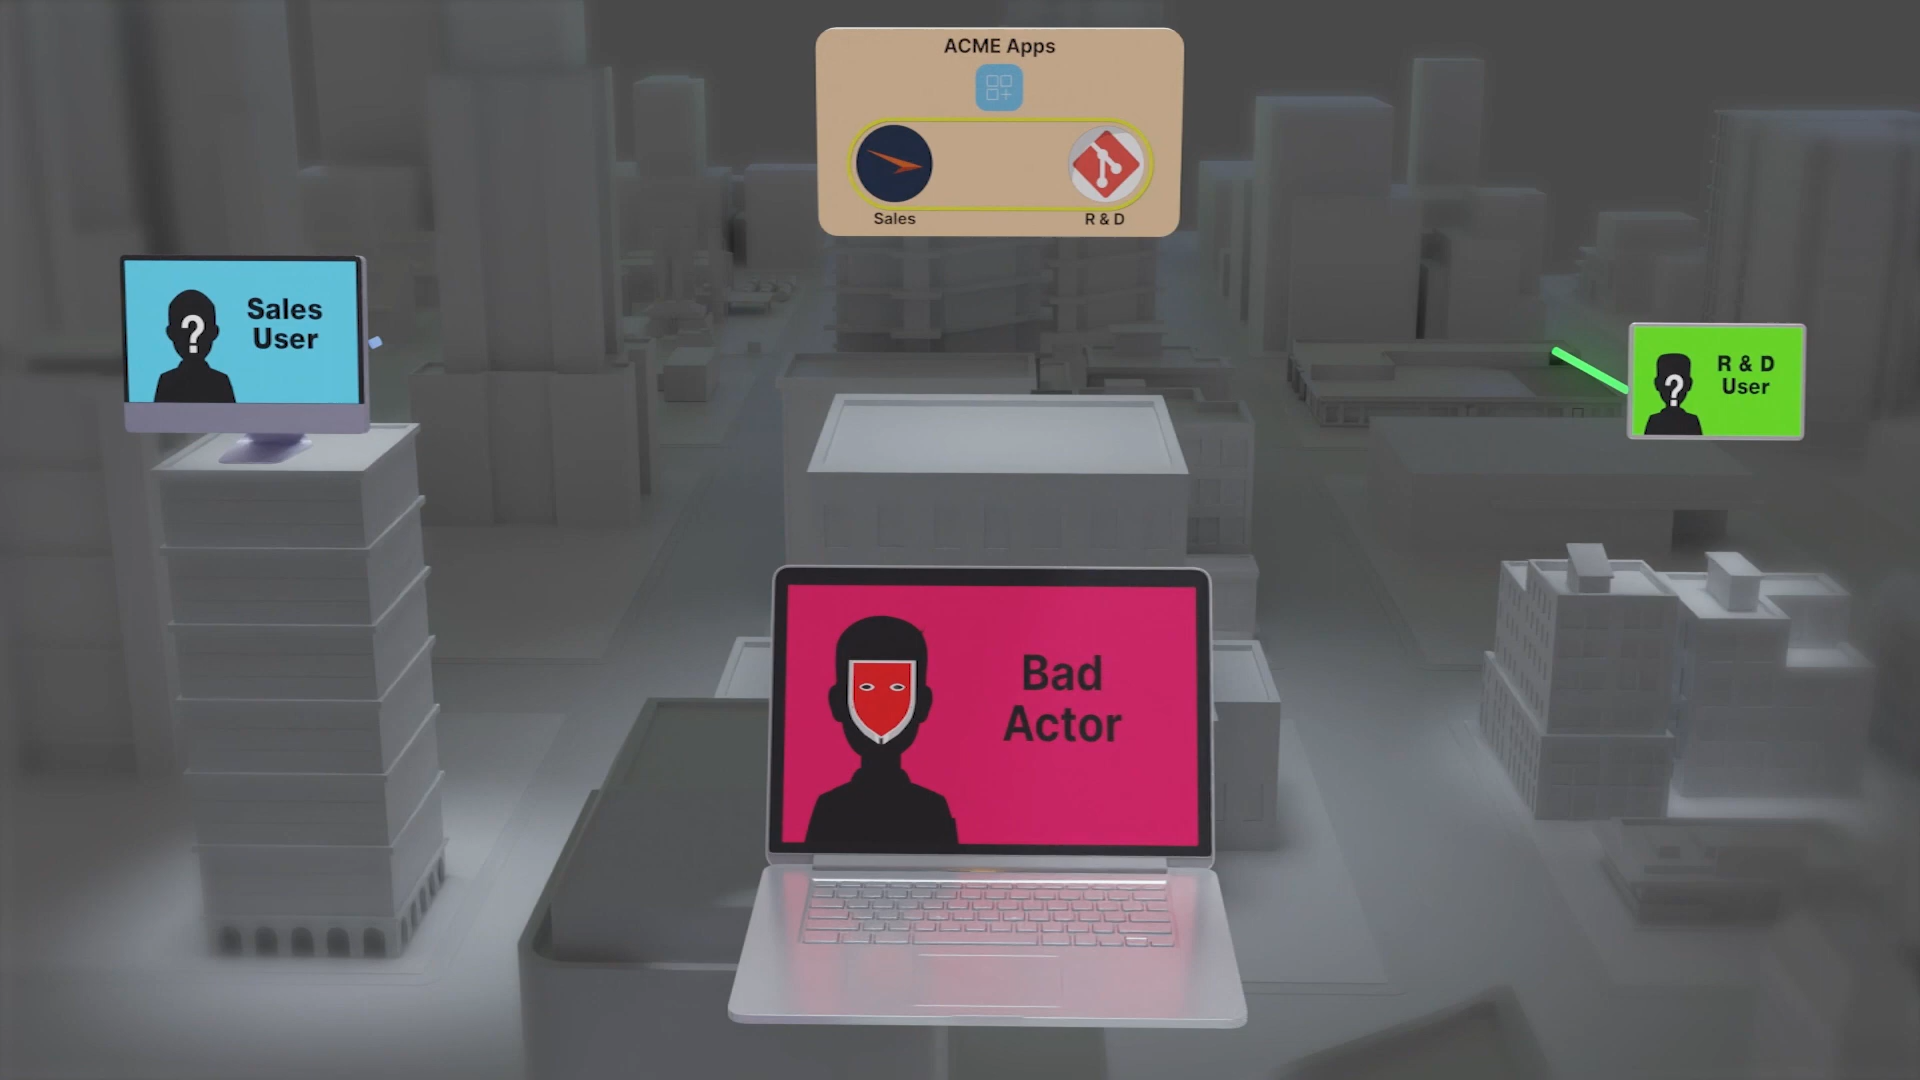 ACME Apps
Sales
R & D
Sales
User
?
R & D
User
?
Bad
Actor